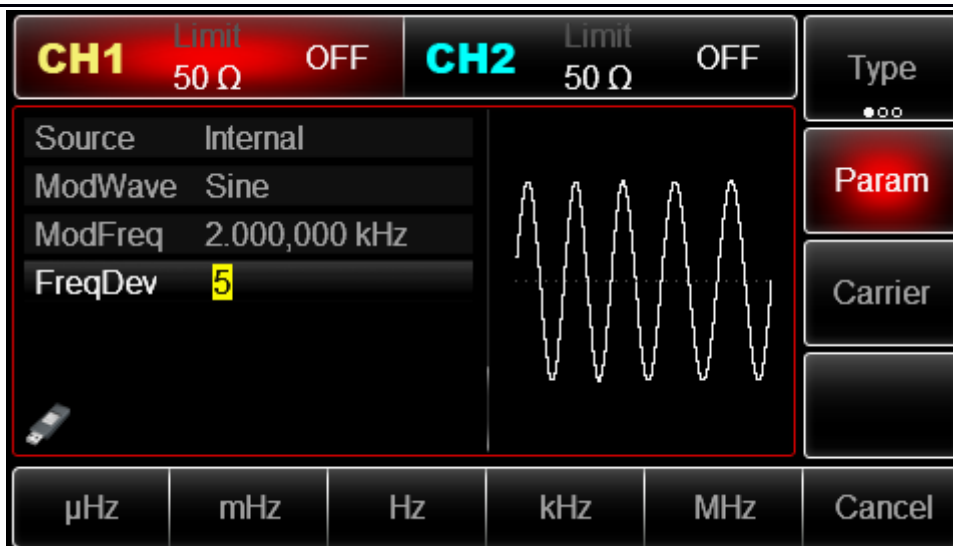 CH1 Limit 50 Ω OFF
CH2 Limit 50 Ω OFF
Type
Source Internal
ModWave Sine
ModFreq 2.000,000 kHz
FreqDev 5
Param
Carrier
µHz mHz Hz kHz MHz Cancel